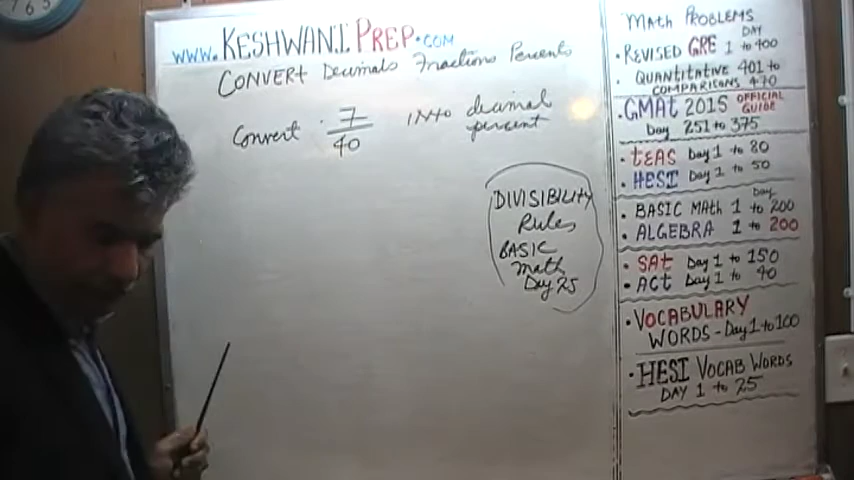 www.KESHWANI PREP.COM
CONVERT Decimals Fractions Percents
Convert 7/40 INto decimal
percent
DIVISIBILITY
Rules
BASIC
Math
Day 25
MATH PROBLEMS
DAY
• REVISED GRE 1 to 400
• QUANTITATIVE 401 to
COMPARISONS 470
• GMAt 2015 OFFICIAL
GUIDE
Day 251 to 375
• tEAS Day 1 to 80
• HESI Day 1 to 50
Day
• BASIC MAth 1 to 200
• ALGEBRA 1 to 200
• SAt Day 1 to 150
• ACt Day 1 to 40
• VOCABULARY
WORDS - Day 1 to 100
• HESI VOCAB WORDS
DAY 1 to 25
7 6 5